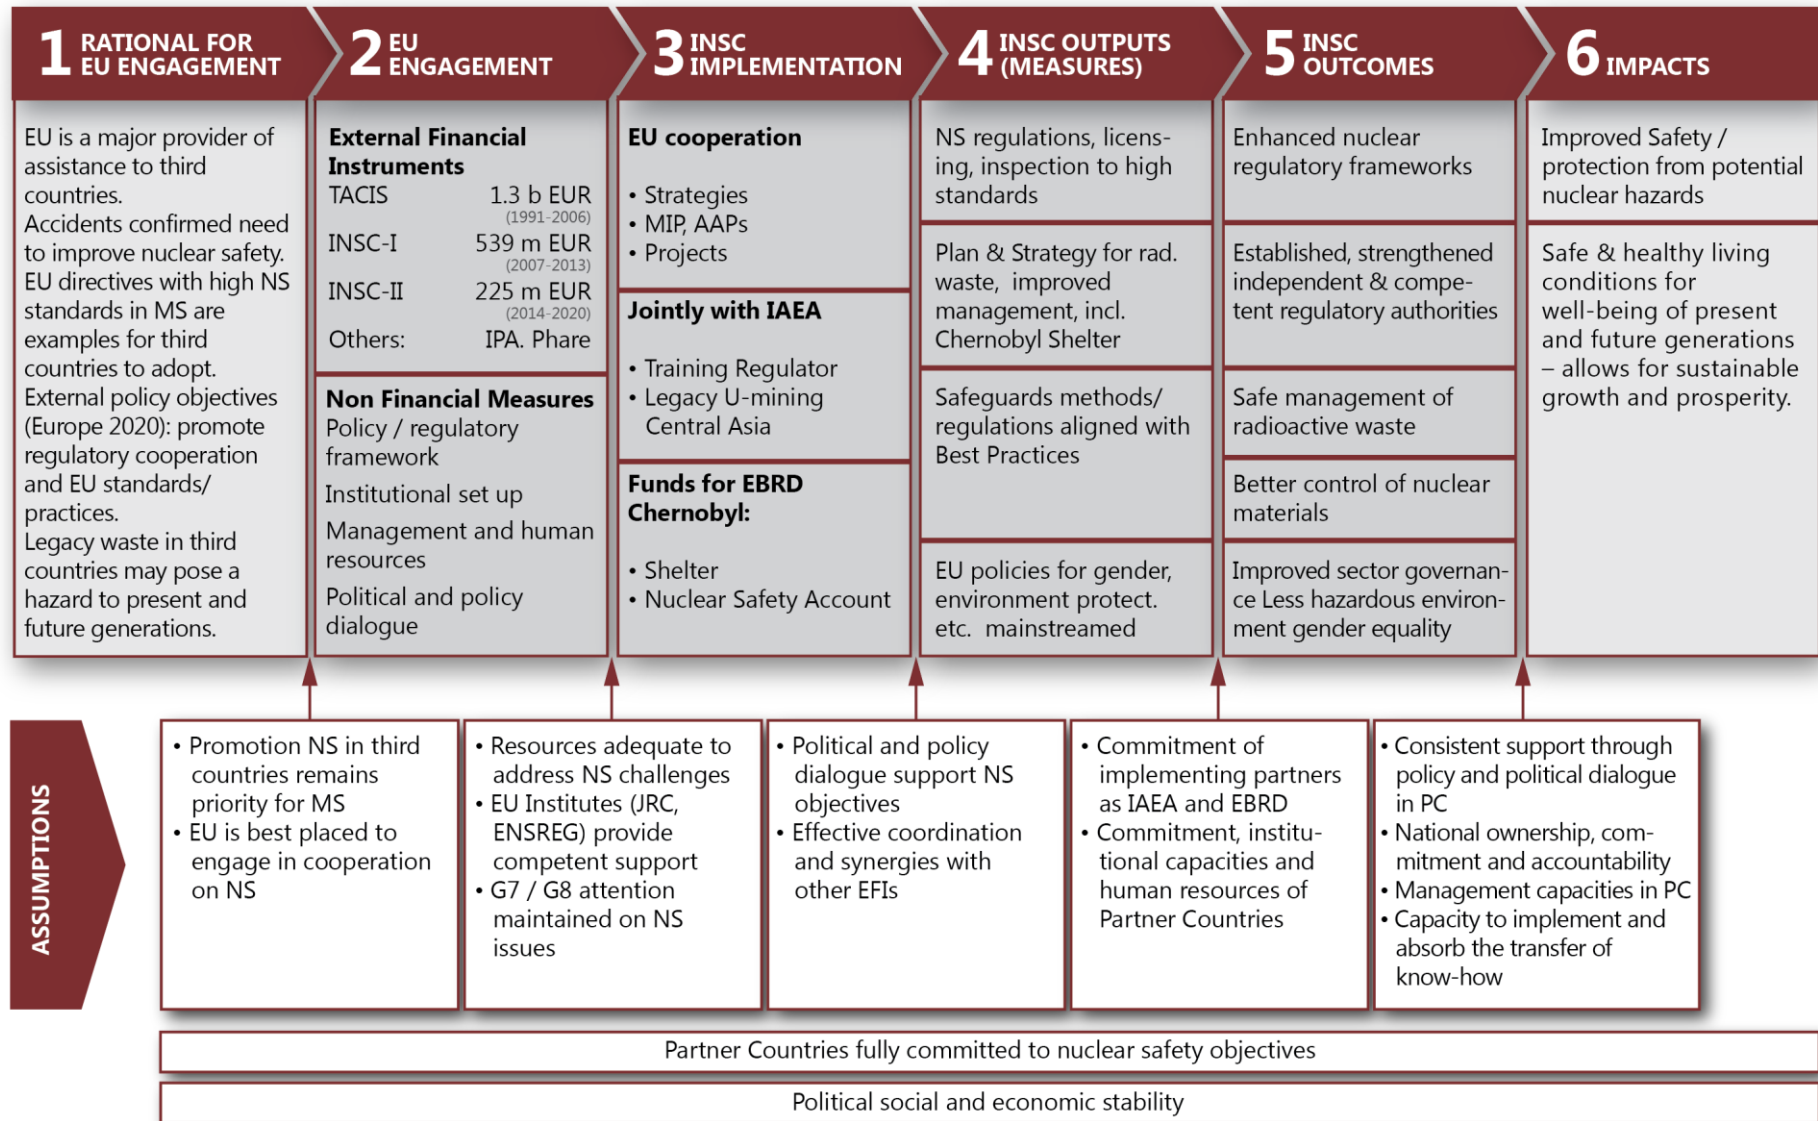 1 RATIONAL FOR
EU ENGAGEMENT
2 EU
ENGAGEMENT
3 INSC
IMPLEMENTATION
4 INSC OUTPUTS
(MEASURES)
5 INSC
OUTCOMES
6 IMPACTS
EU is a major provider of
assistance to third
countries.
Accidents confirmed need
to improve nuclear safety.
EU directives with high NS
standards in MS are
examples for third
countries to adopt.
External policy objectives
(Europe 2020): promote
regulatory cooperation
and EU standards/
practices.
Legacy waste in third
countries may pose a
hazard to present and
future generations.
External Financial
Instruments
TACIS 1.3 b EUR
(1991-2006)
INSC-I 539 m EUR
(2007-2013)
INSC-II 225 m EUR
(2014-2020)
Others: IPA. Phare
Non Financial Measures
Policy / regulatory
framework
Institutional set up
Management and human
resources
Political and policy
dialogue
EU cooperation
• Strategies
• MIP, AAPs
• Projects
Jointly with IAEA
• Training Regulator
• Legacy U-mining
Central Asia
Funds for EBRD
Chernobyl:
• Shelter
• Nuclear Safety Account
NS regulations, licens-
ing, inspection to high
standards
Plan & Strategy for rad.
waste, improved
management, incl.
Chernobyl Shelter
Safeguards methods/
regulations aligned with
Best Practices
EU policies for gender,
environment protect.
etc. mainstreamed
Enhanced nuclear
regulatory frameworks
Established, strengthened
independent & compe-
tent regulatory authorities
Safe management of
radioactive waste
Better control of nuclear
materials
Improved sector governan-
ce Less hazardous environ-
ment gender equality
Improved Safety /
protection from potential
nuclear hazards
Safe & healthy living
conditions for
well-being of present
and future generations
– allows for sustainable
growth and prosperity.
ASSUMPTIONS
• Promotion NS in third
countries remains
priority for MS
• EU is best placed to
engage in cooperation
on NS
• Resources adequate to
address NS challenges
• EU Institutes (JRC,
ENSREG) provide
competent support
• G7 / G8 attention
maintained on NS
issues
• Political and policy
dialogue support NS
objectives
• Effective coordination
and synergies with
other EFIs
• Commitment of
implementing partners
as IAEA and EBRD
• Commitment, institu-
tional capacities and
human resources of
Partner Countries
• Consistent support through
policy and political dialogue
in PC
• National ownership, com-
mitment and accountability
• Management capacities in PC
• Capacity to implement and
absorb the transfer of
know-how
Partner Countries fully committed to nuclear safety objectives
Political social and economic stability